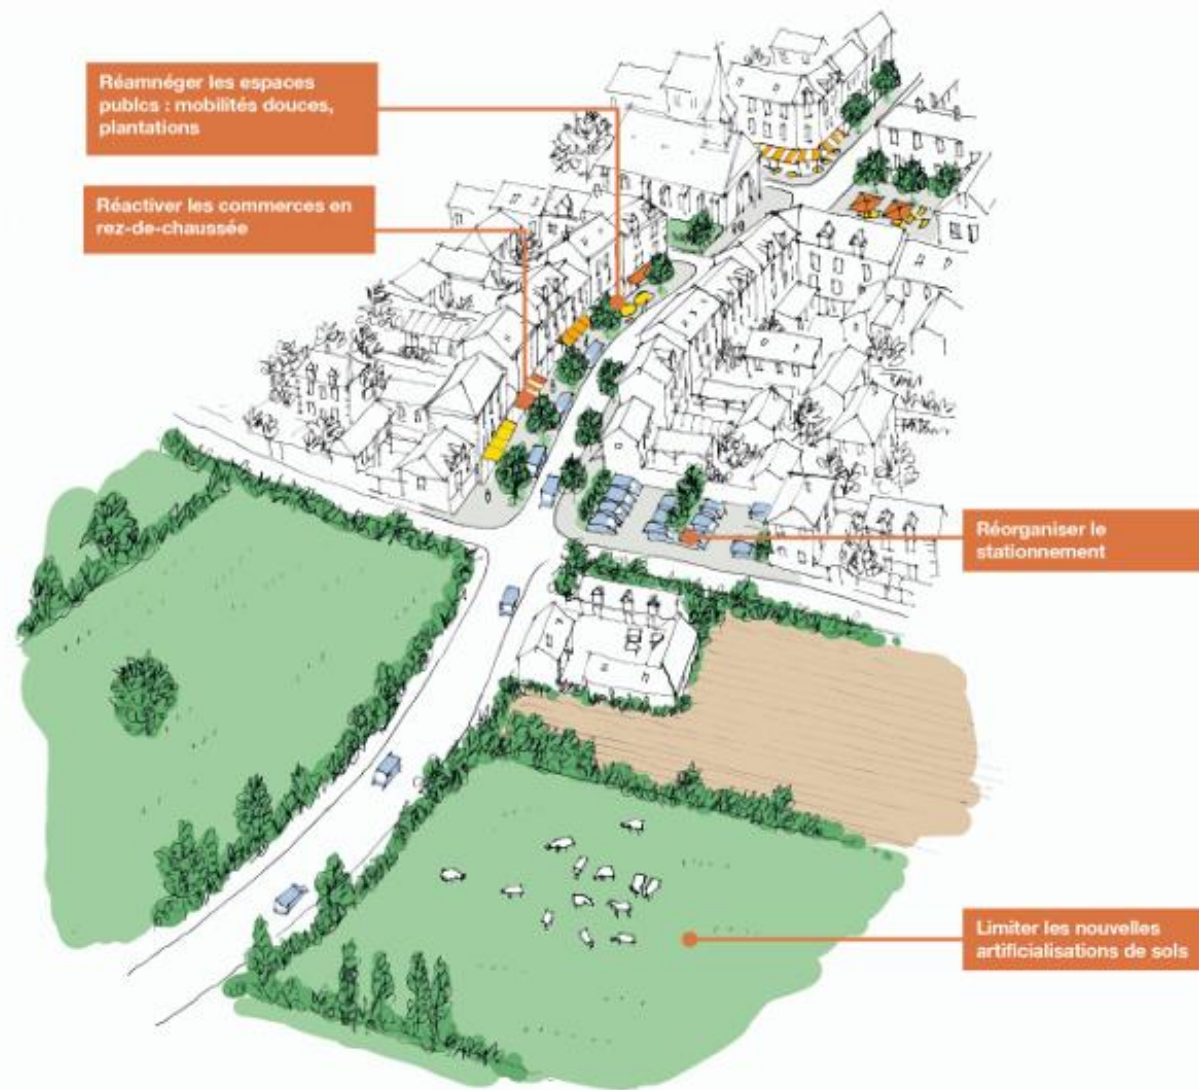 Réamnéger les espaces
publcs : mobilités douces,
plantations
Réactiver les commerces en
rez-de-chaussée
Réorganiser le
stationnement
Limiter les nouvelles
artificialisations de sols